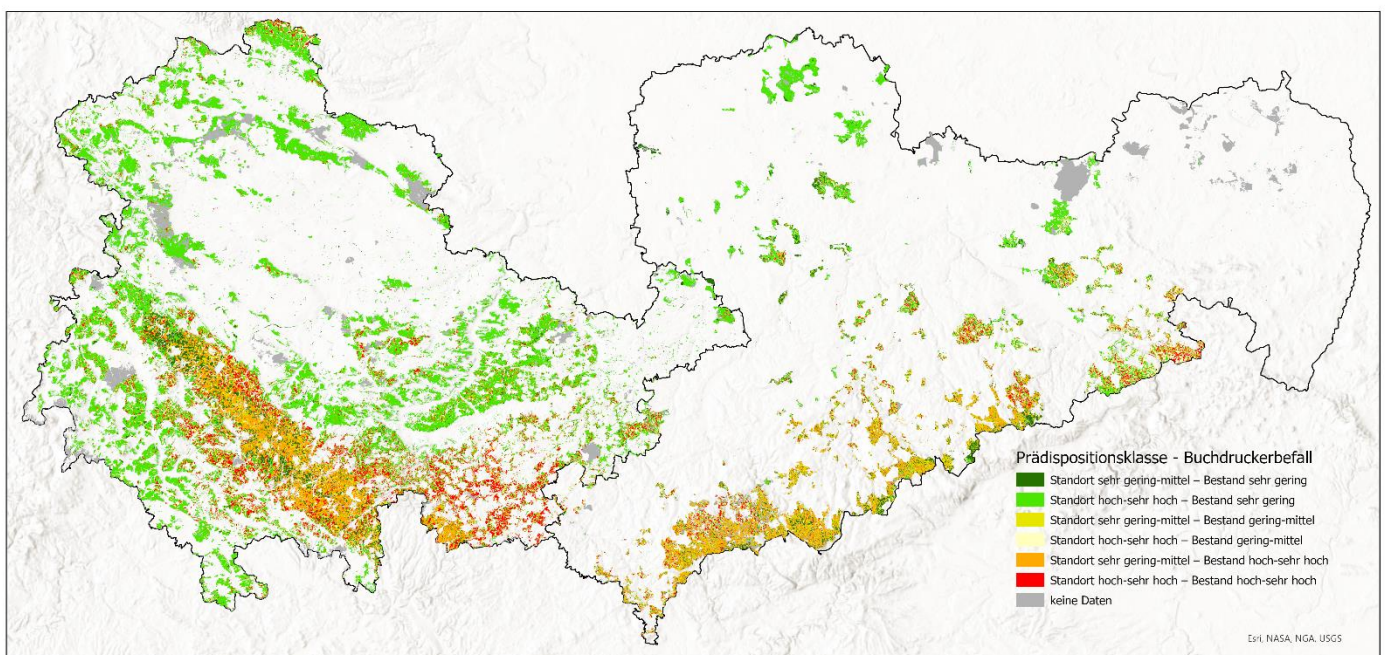 Prädispositionsklasse - Buchdruckerbefall
Standort sehr gering-mittel – Bestand sehr gering
Standort hoch-sehr hoch – Bestand sehr gering
Standort sehr gering-mittel – Bestand gering-mittel
Standort hoch-sehr hoch – Bestand gering-mittel
Standort sehr gering-mittel – Bestand hoch-sehr hoch
Standort hoch-sehr hoch – Bestand hoch-sehr hoch
keine Daten
Esri, NASA, NGA, USGS